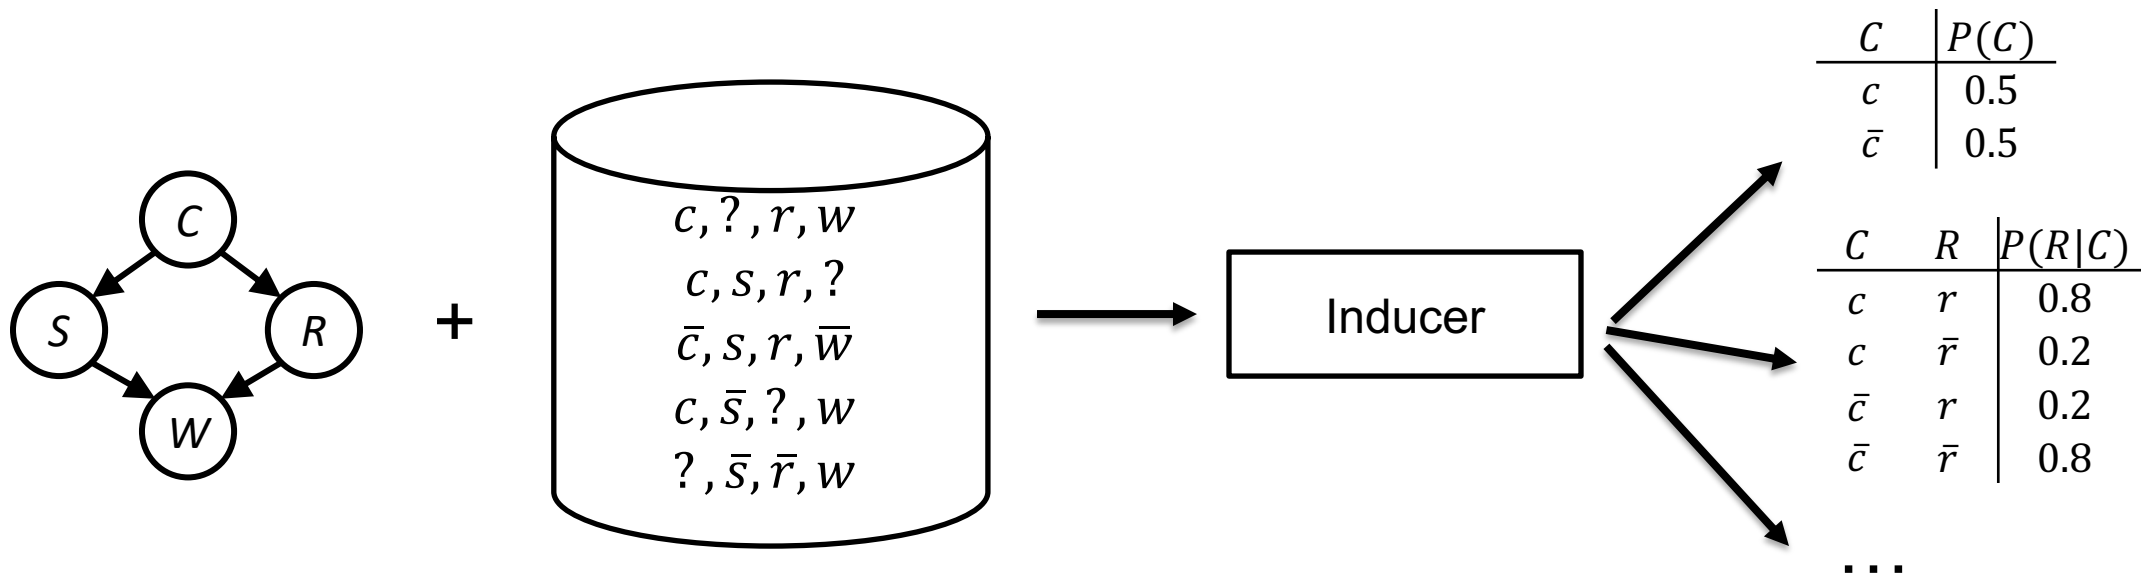 C
S
R
W
+
c, ?, r, w
c, s, r, ?
c̄, s, r, w̄
c, s̄, ?, w
?, s̄, r̄, w
Inducer
C P(C)
c 0.5
c̄ 0.5
C R P(R|C)
c r 0.8
c r̄ 0.2
c̄ r 0.2
c̄ r̄ 0.8
...